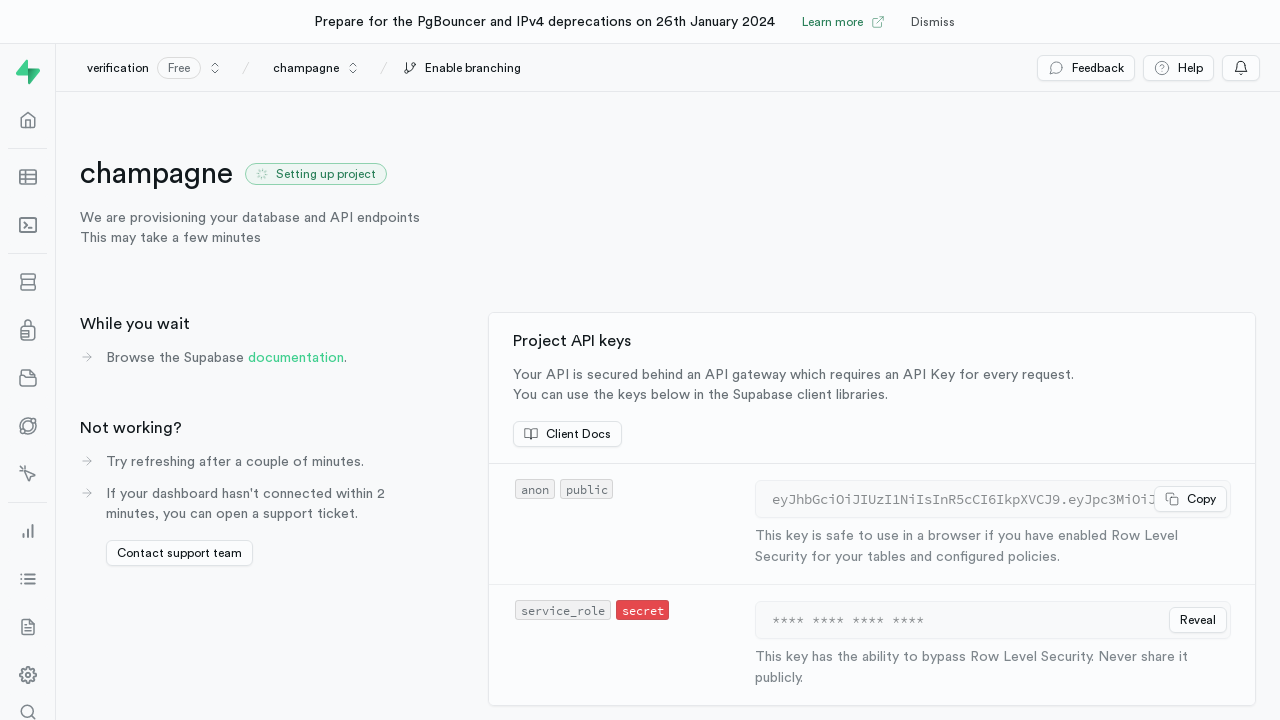 Prepare for the PgBouncer and IPv4 deprecations on 26th January 2024 Learn more Dismiss
verification Free champagne Enable branching Feedback Help
champagne Setting up project
We are provisioning your database and API endpoints
This may take a few minutes
While you wait
Browse the Supabase documentation.
Not working?
Try refreshing after a couple of minutes.
If your dashboard hasn't connected within 2
minutes, you can open a support ticket.
Contact support team
Project API keys
Your API is secured behind an API gateway which requires an API Key for every request.
You can use the keys below in the Supabase client libraries.
Client Docs
anon public
eyJhbGciOiJIUzI1NiIsInR5cCI6IkpXVCJ9.eyJpc3MiOiJ Copy
This key is safe to use in a browser if you have enabled Row Level
Security for your tables and configured policies.
service_role secret
**** **** **** **** Reveal
This key has the ability to bypass Row Level Security. Never share it
publicly.